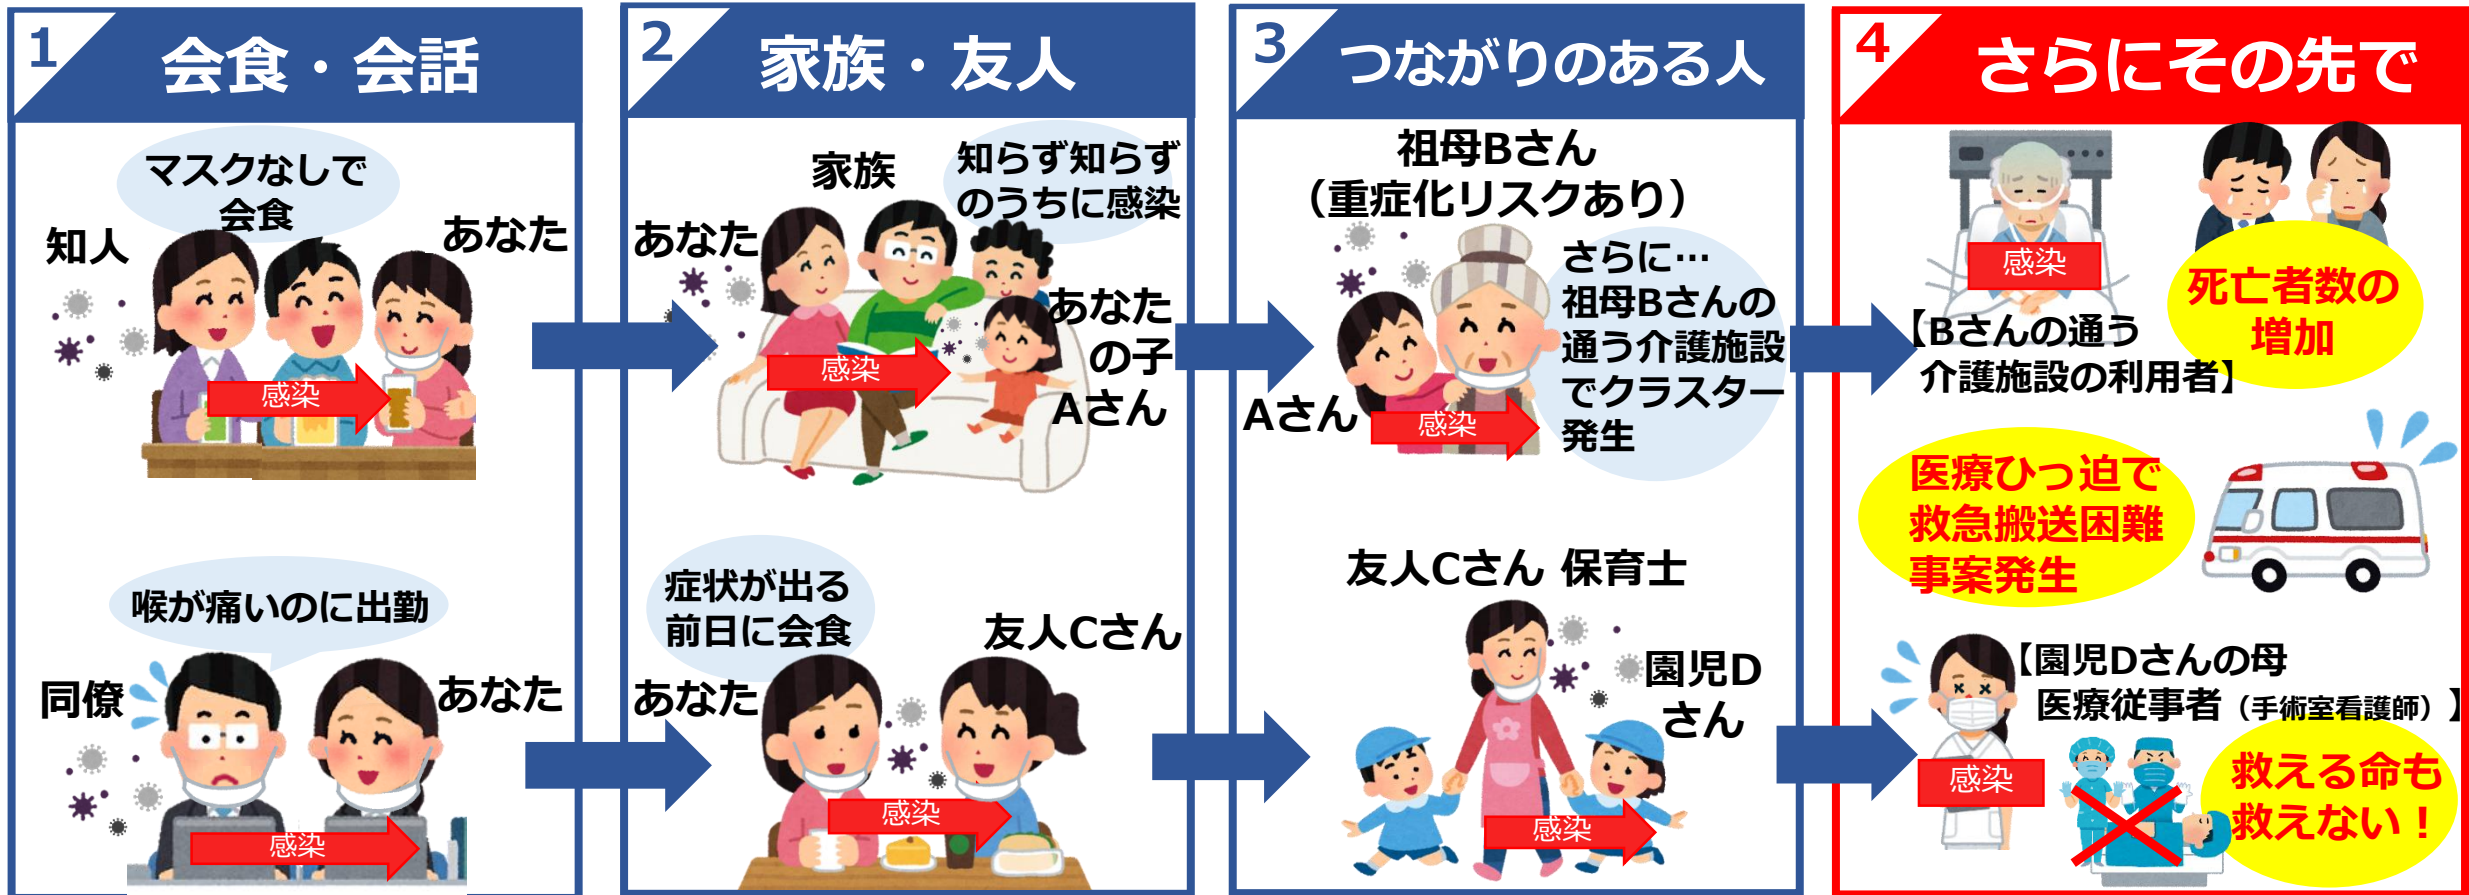 1
会食・会話
マスクなしで
会食
知人
あなた
感染
喉が痛いのに出勤
同僚
あなた
感染
2
家族・友人
家族
知らず知らず
のうちに感染
あなた
あなた
の子
Aさん
感染
症状が出る
前日に会食
友人Cさん
あなた
感染
3
つながりのある人
祖母Bさん
（重症化リスクあり）
さらに…
祖母Bさんの
通う介護施設
でクラスター
発生
Aさん
感染
友人Cさん 保育士
園児D
さん
感染
4
さらにその先で
感染
死亡者数の
増加
【Bさんの通う
介護施設の利用者】
医療ひっ迫で
救急搬送困難
事案発生
【園児Dさんの母
医療従事者（手術室看護師）】
感染
救える命も
救えない！